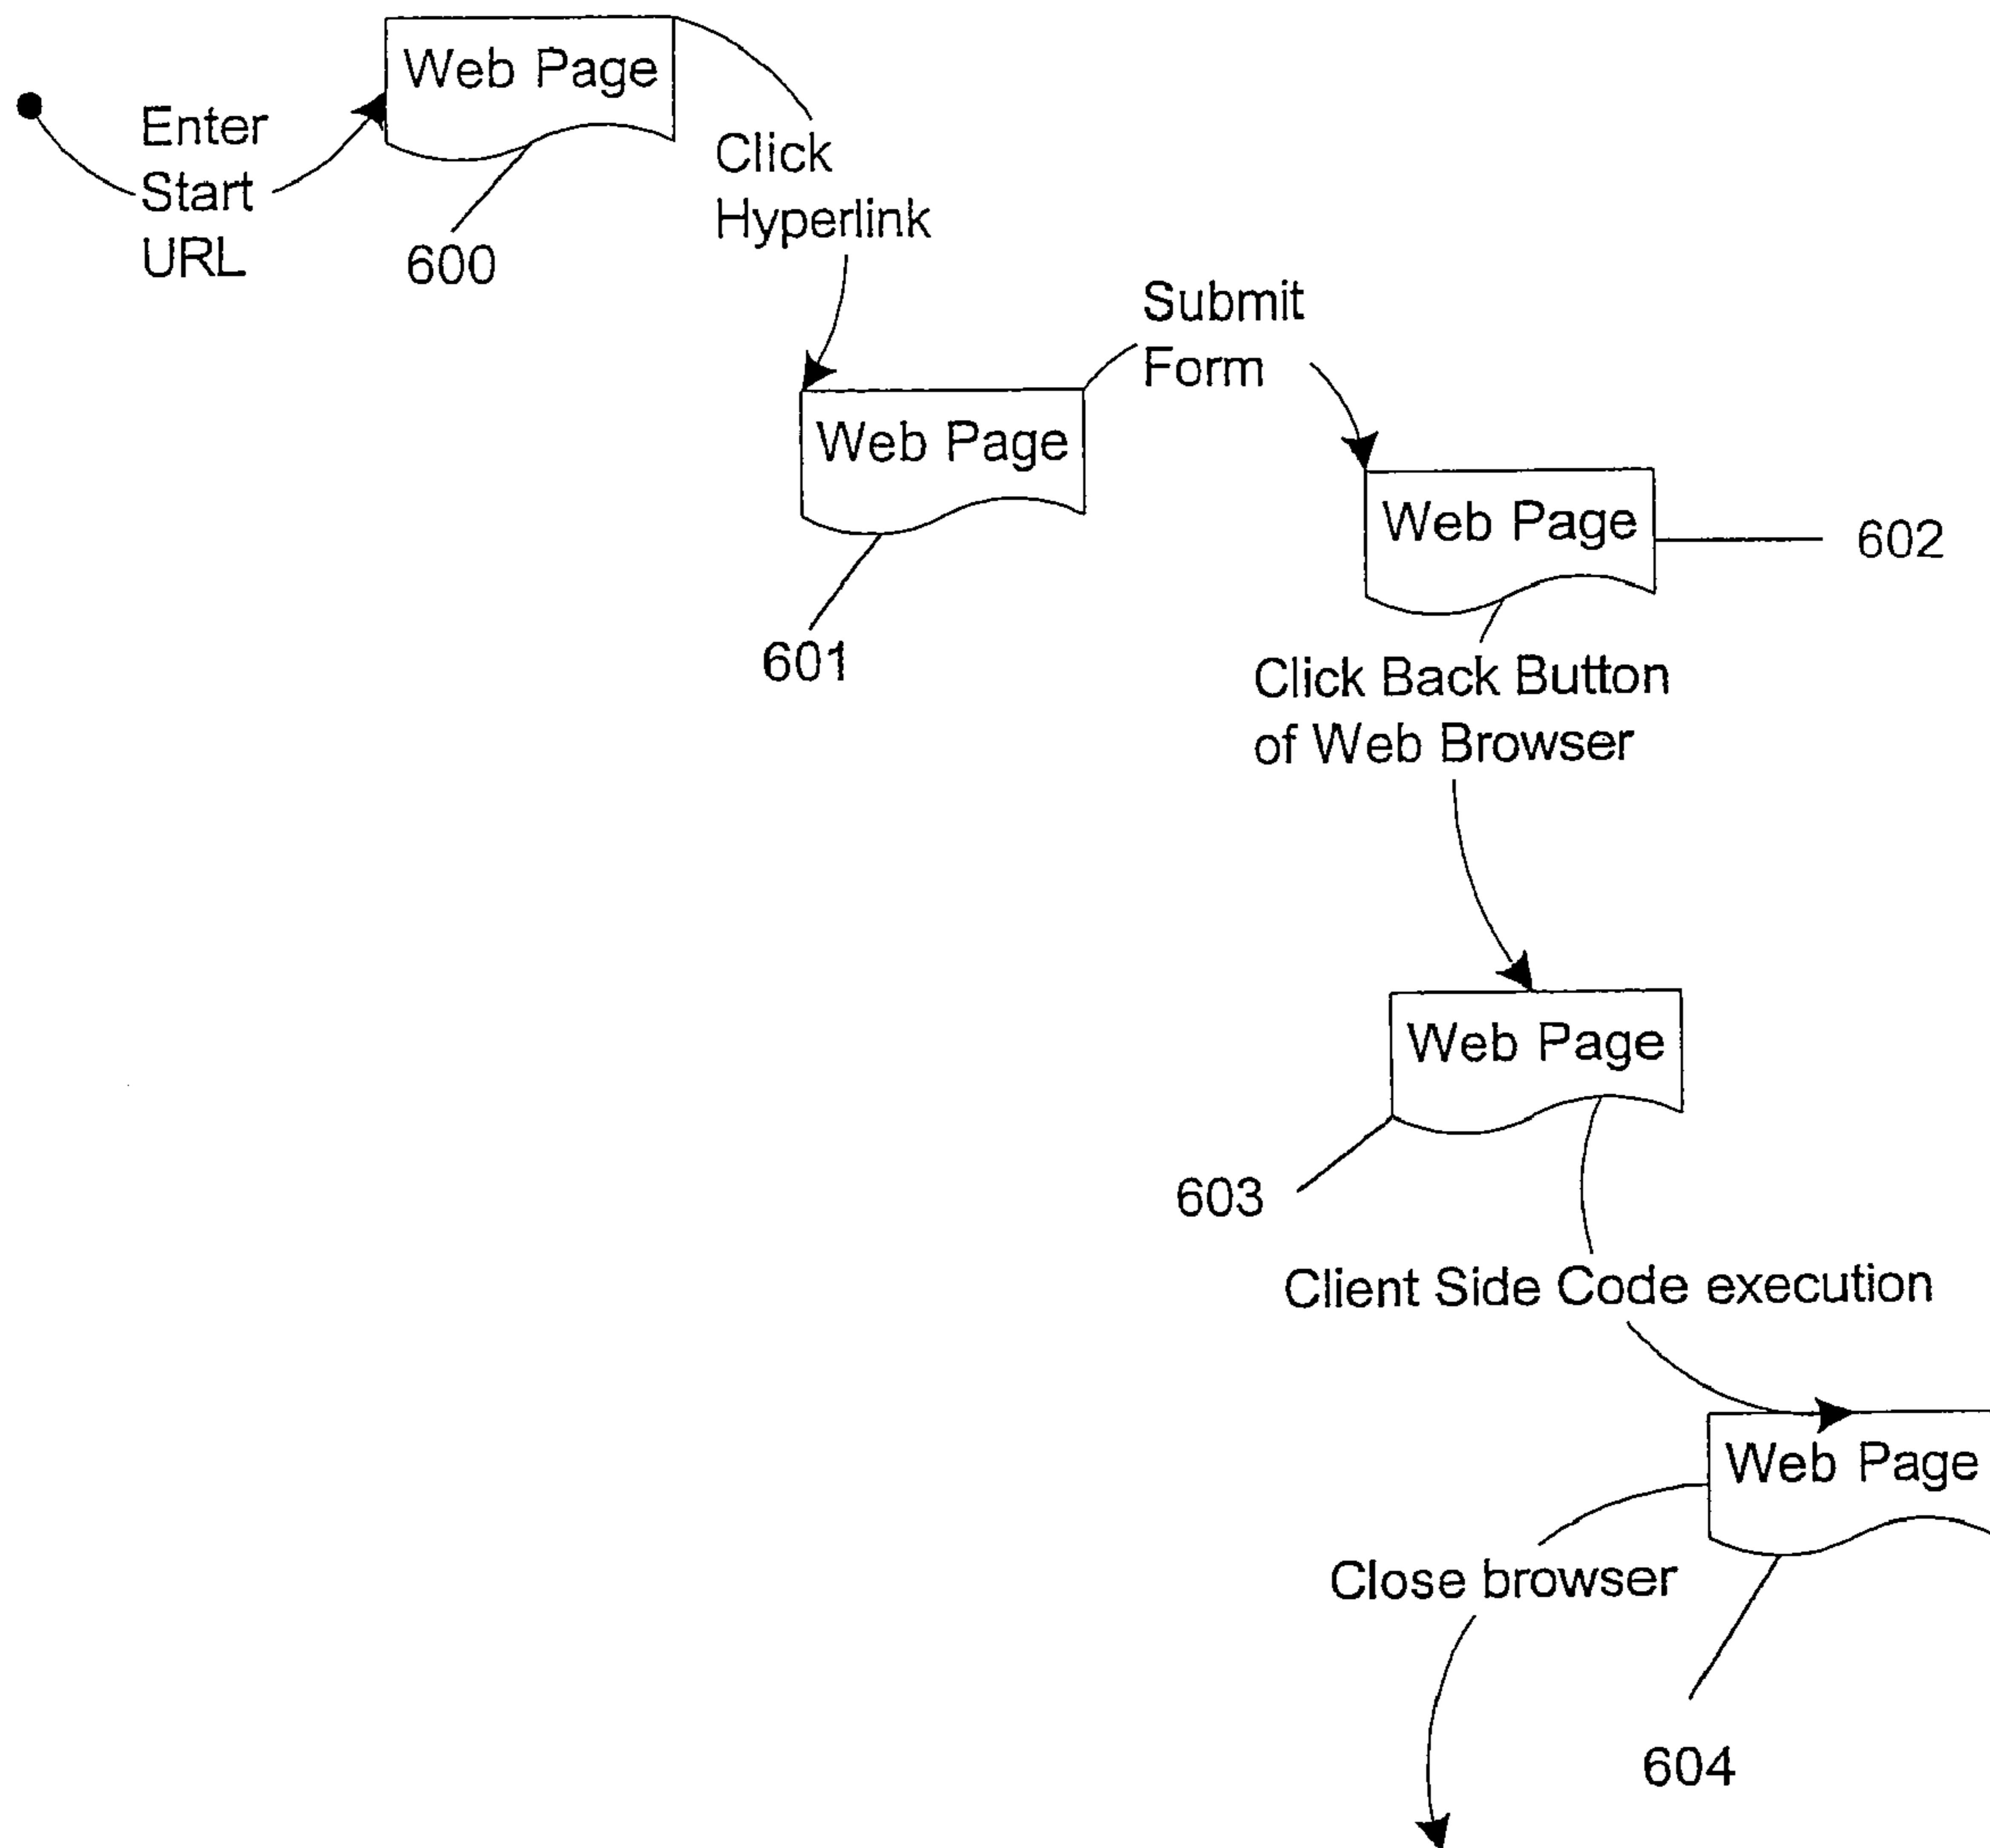 Web Page
Enter
Start
URL
600
Click
Hyperlink
Submit
Form
Web Page
601
Web Page
602
Click Back Button
of Web Browser
Web Page
603
Client Side Code execution
Web Page
Close browser
604